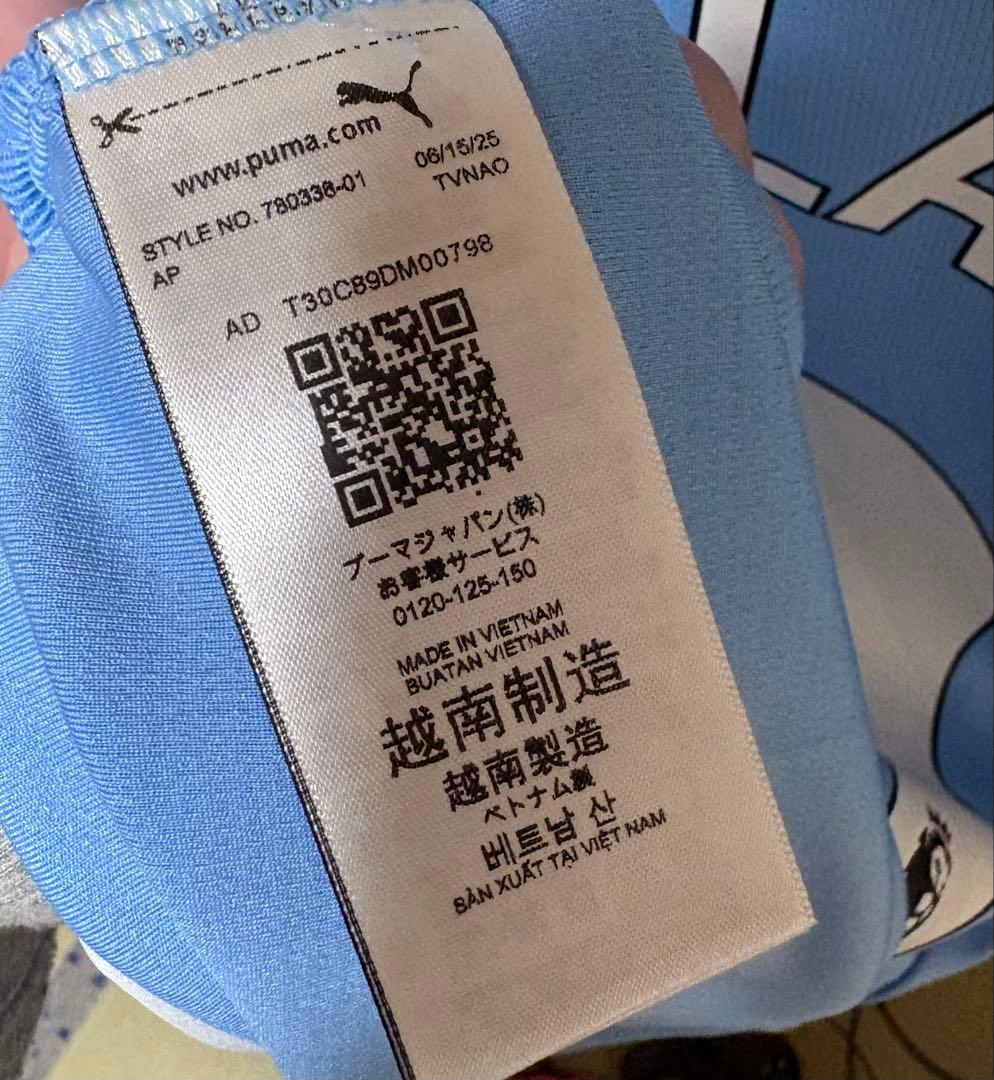 www.puma.com
06/15/25
STYLE NO. 780338-01
TVNAO
AP
AD T30C89DM00798
プーマジャパン(株)
お客様サービス
0120-125-150
MADE IN VIETNAM
BUATAN VIETNAM
越南制造
越南製造
ベトナム製
베트남 산
SẢN XUẤT TẠI VIỆT NAM